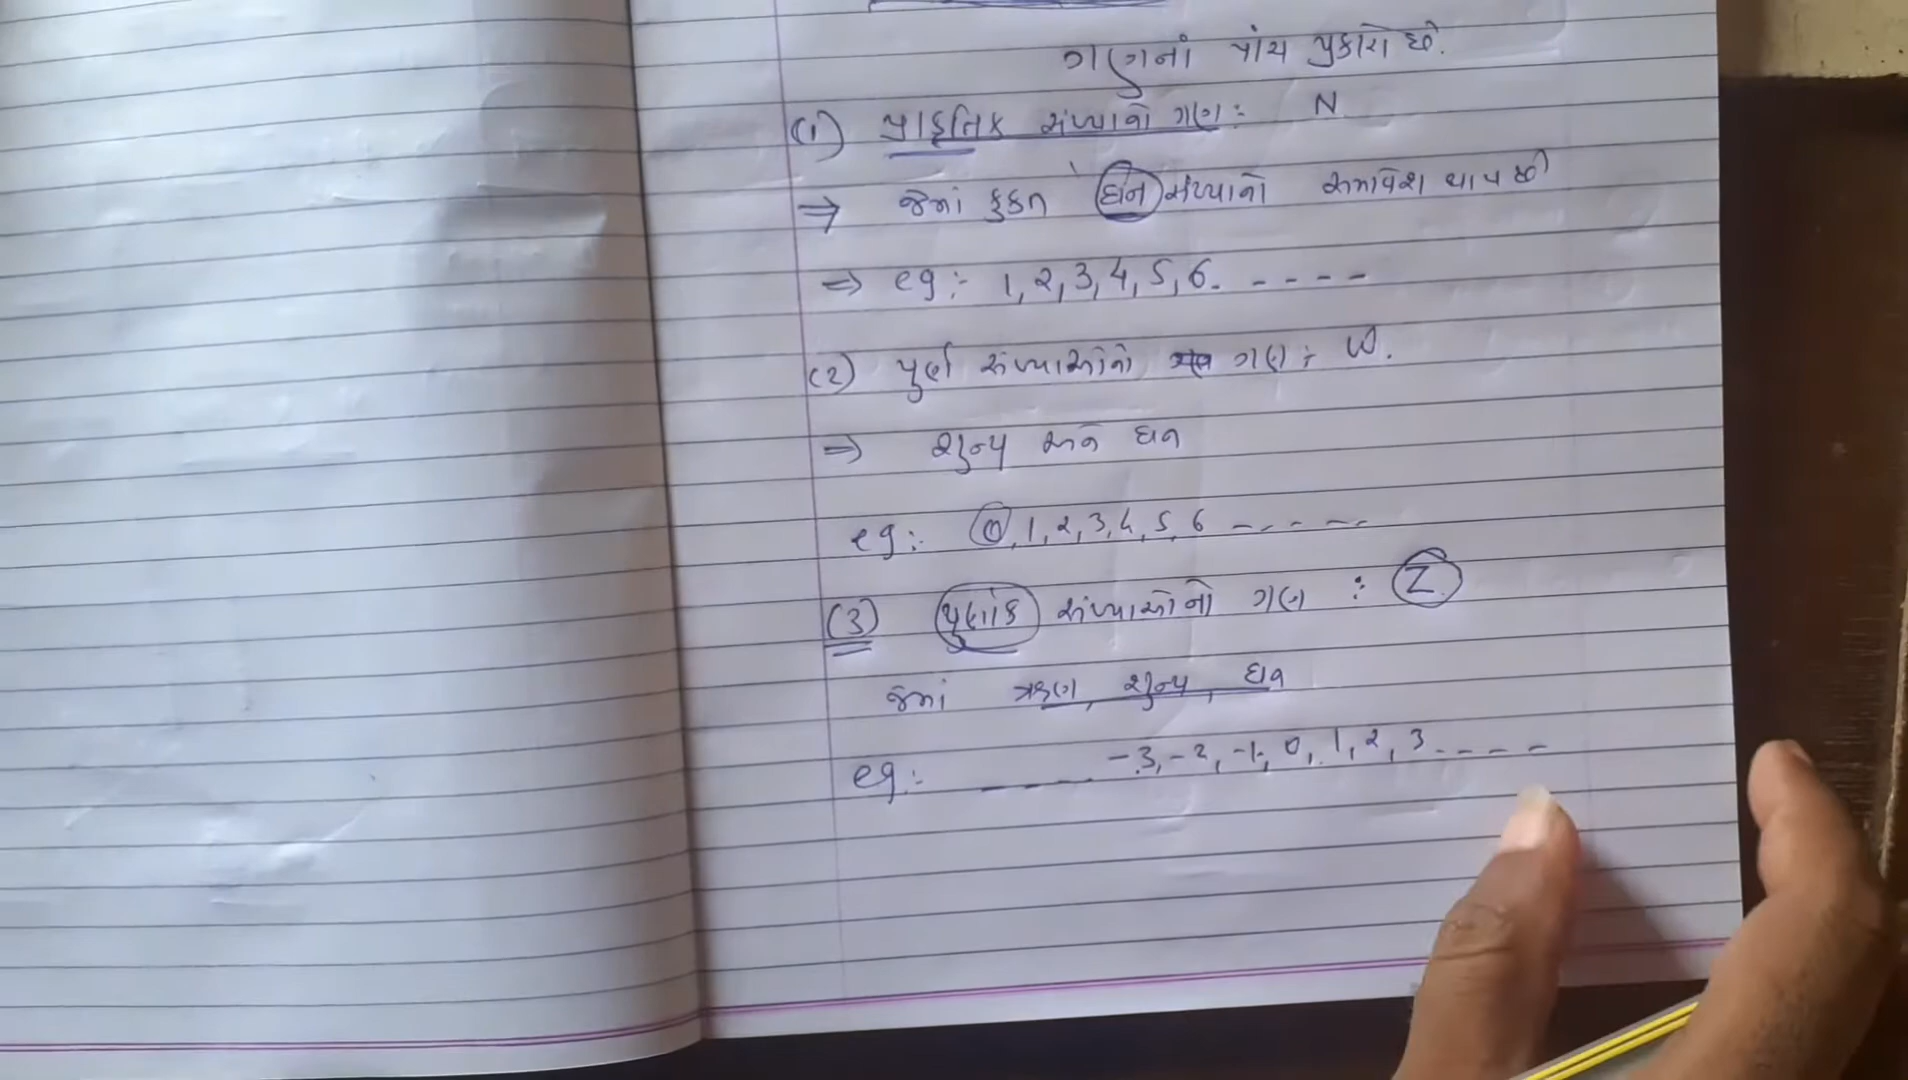 ગણનાં પાંચ પ્રકારો છે.
(1) પ્રાકૃતિક સંખ્યાનો ગણ: N
⇒ જેમાં ફકત ધન સંખ્યાનો સમાવેશ થાય છે
⇒ eg:- 1, 2, 3, 4, 5, 6. - - - -
(2) પુર્ણ સંખ્યાઓનો ગણ: W.
⇒ શુન્ય અને ધન
eg:- 0, 1, 2, 3, 4, 5, 6 - - - - -
(3) પુર્ણાંક સંખ્યાઓનો ગણ : Z
જેમાં ઋણ, શુન્ય, ધન
eg:- - - - - -3, -2, -1, 0, 1, 2, 3 - - - -